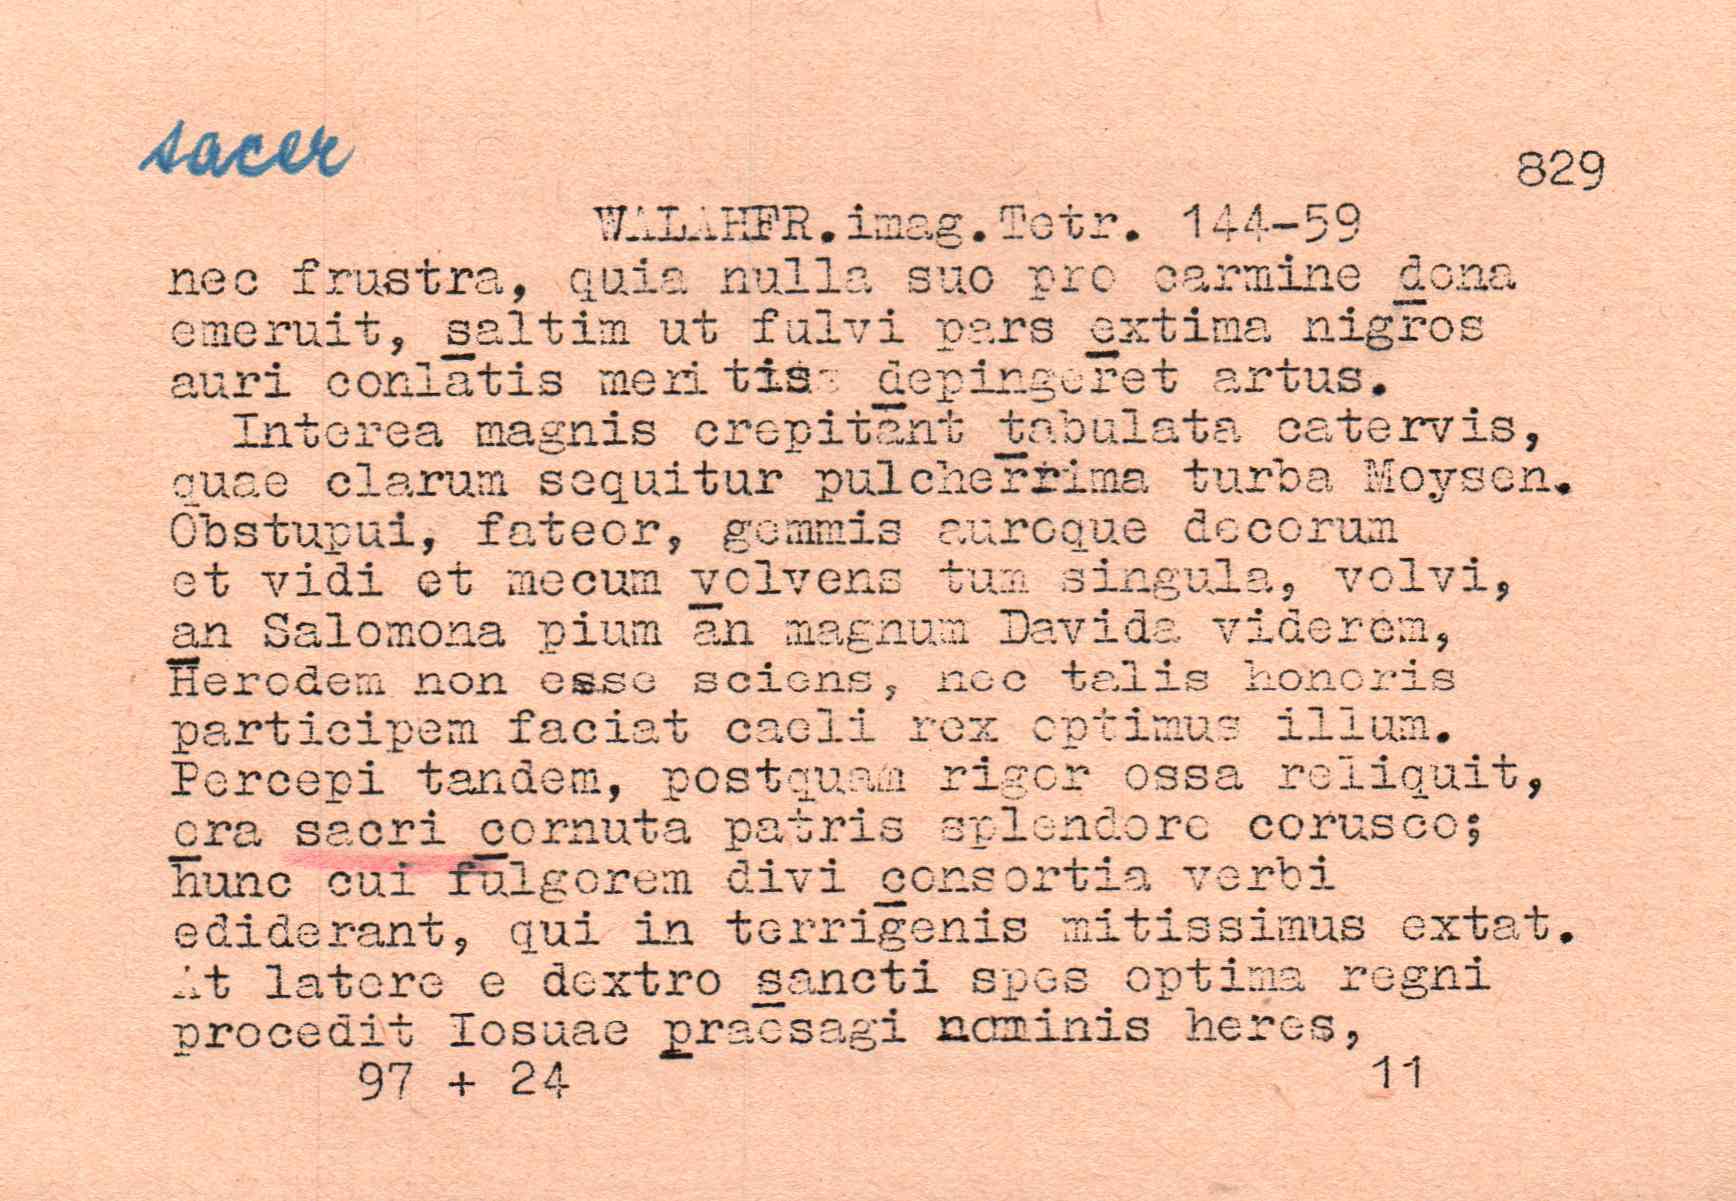 sacer
829
WALAHFR.imag.Tetr. 144-59
nec frustra, quia nulla suo pro carmine dona
emeruit, saltim ut fulvi pars extima nigros
auri conlatis meritis depingeret artus.
Interea magnis crepitant tabulata catervis,
quae clarum sequitur pulcherrima turba Moysen.
Obstupui, fateor, gemmis auroque decorum
et vidi et mecum volvens tum singula, volvi,
an Salomona pium an magnum Davida viderem,
Herodem non esse sciens, nec talis honoris
participem faciat caeli rex optimus illum.
Percepi tandem, postquam rigor ossa reliquit,
ora sacri cornuta patris splendore corusco;
hunc cui fulgorem divi consortia verbi
ediderant, qui in terrigenis mitissimus extat.
At latere e dextro sancti spes optima regni
procedit Iosuae praesagi nominis heres,
97 + 24 11